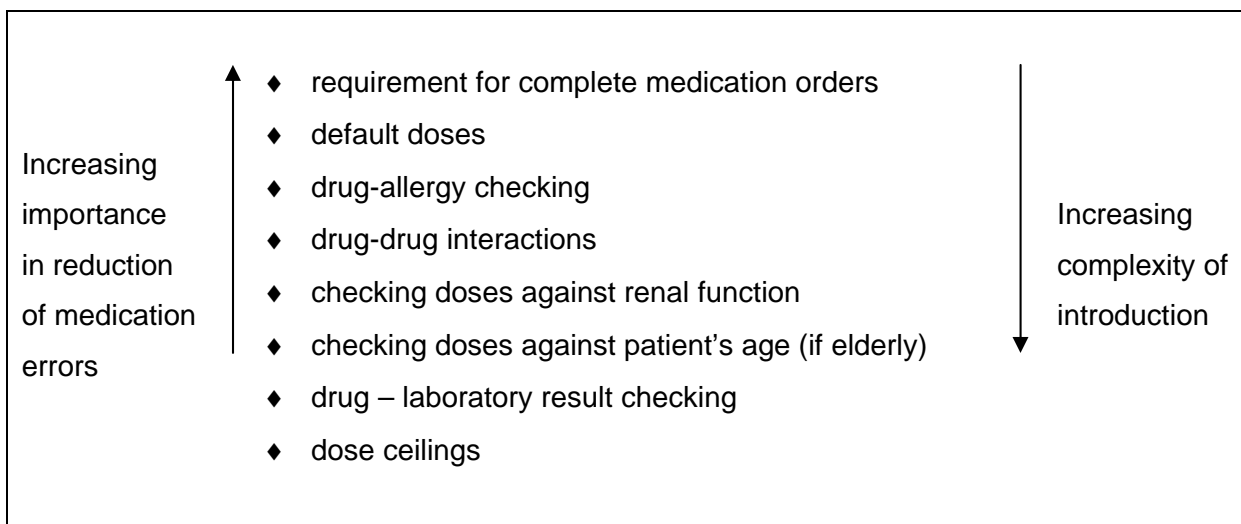 Increasing
importance
in reduction
of medication
errors
♦ requirement for complete medication orders
♦ default doses
♦ drug-allergy checking
♦ drug-drug interactions
♦ checking doses against renal function
♦ checking doses against patient’s age (if elderly)
♦ drug – laboratory result checking
♦ dose ceilings
Increasing
complexity of
introduction